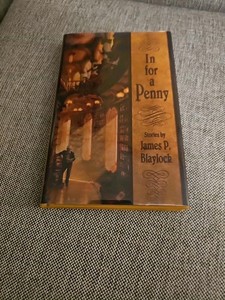 In
for
a
Penny
Stories by
James P.
Blaylock